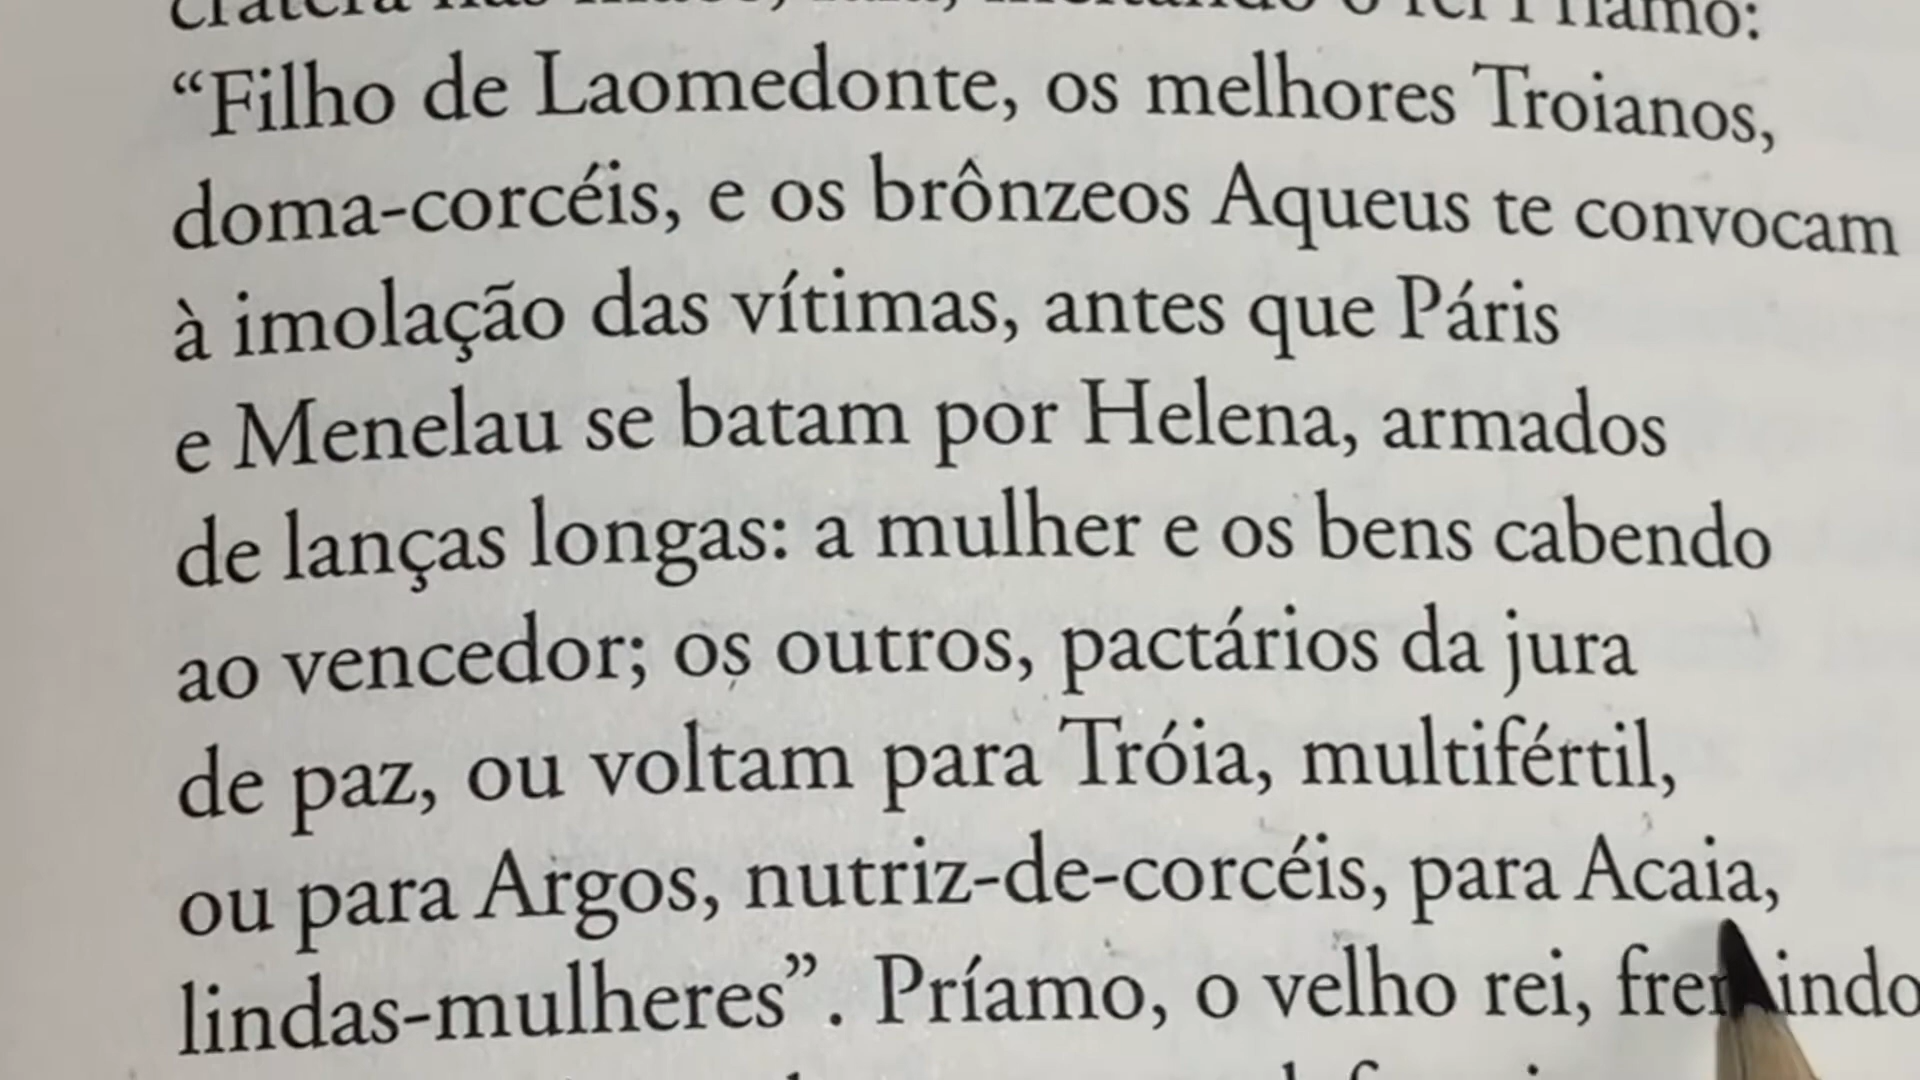 o rei Príamo:
“Filho de Laomedonte, os melhores Troianos,
doma-corcéis, e os brônzeos Aqueus te convocam
à imolação das vítimas, antes que Páris
e Menelau se batam por Helena, armados
de lanças longas: a mulher e os bens cabendo
ao vencedor; os outros, pactários da jura
de paz, ou voltam para Tróia, multifértil,
ou para Argos, nutriz-de-corcéis, para Acaia,
lindas-mulheres”. Príamo, o velho rei,